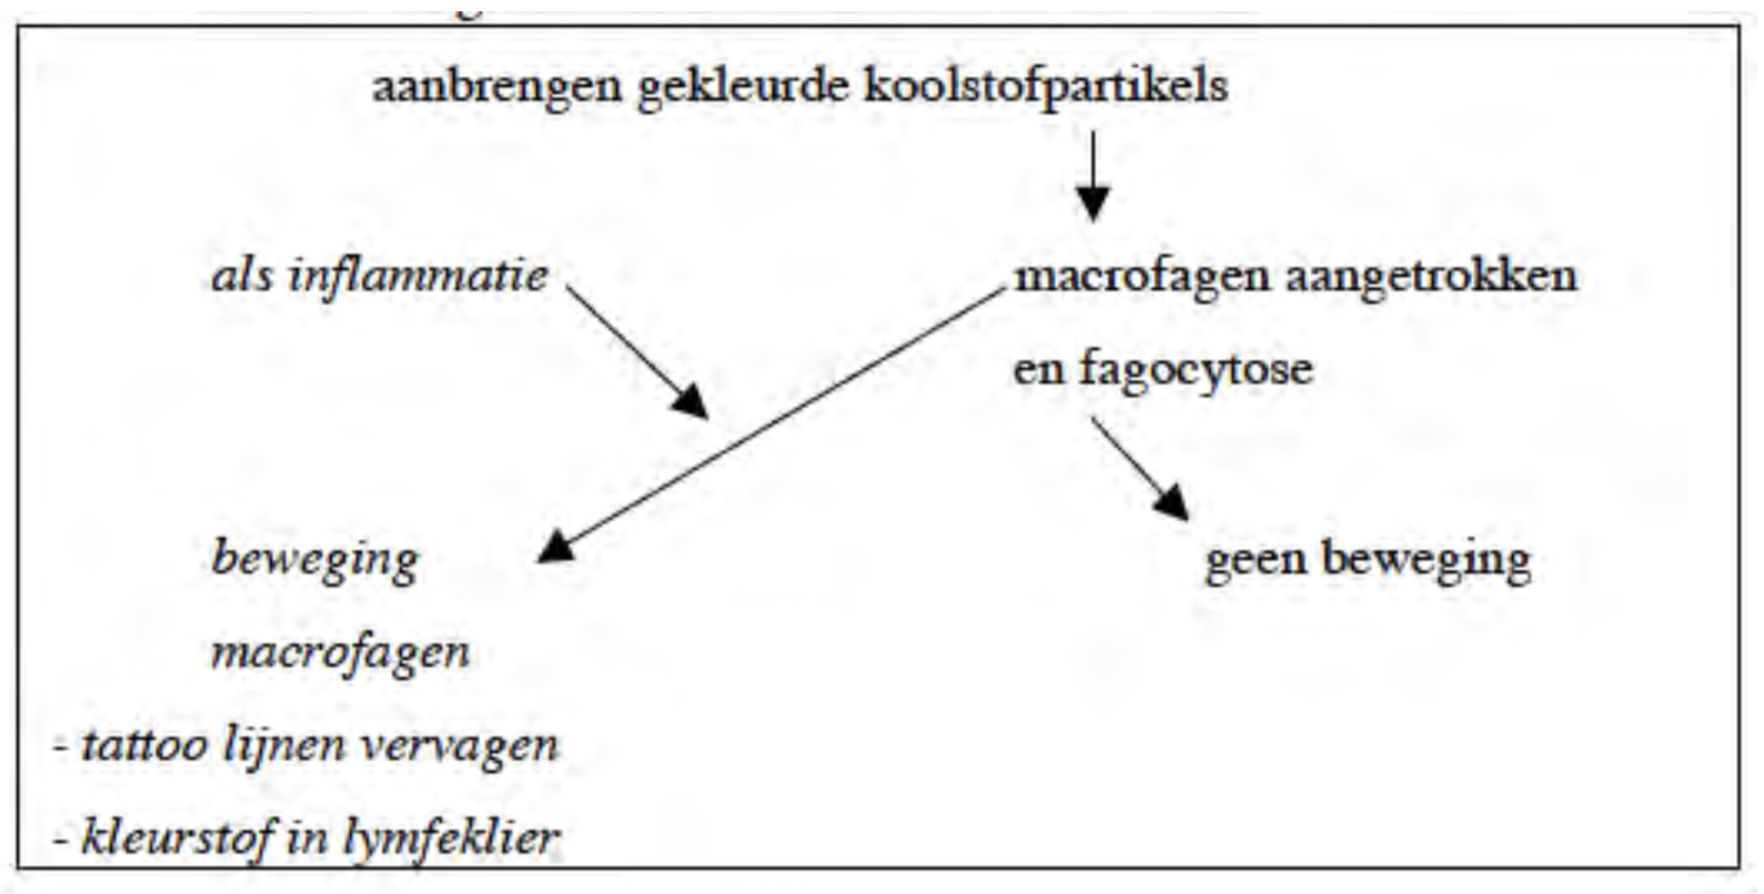 aanbrengen gekleurde koolstofpartikels
als inflammatie
macrofagen aangetrokken
en fagocytose
beweging
geen beweging
macrofagen
- tattoo lijnen vervagen
- kleurstof in lymfeklier